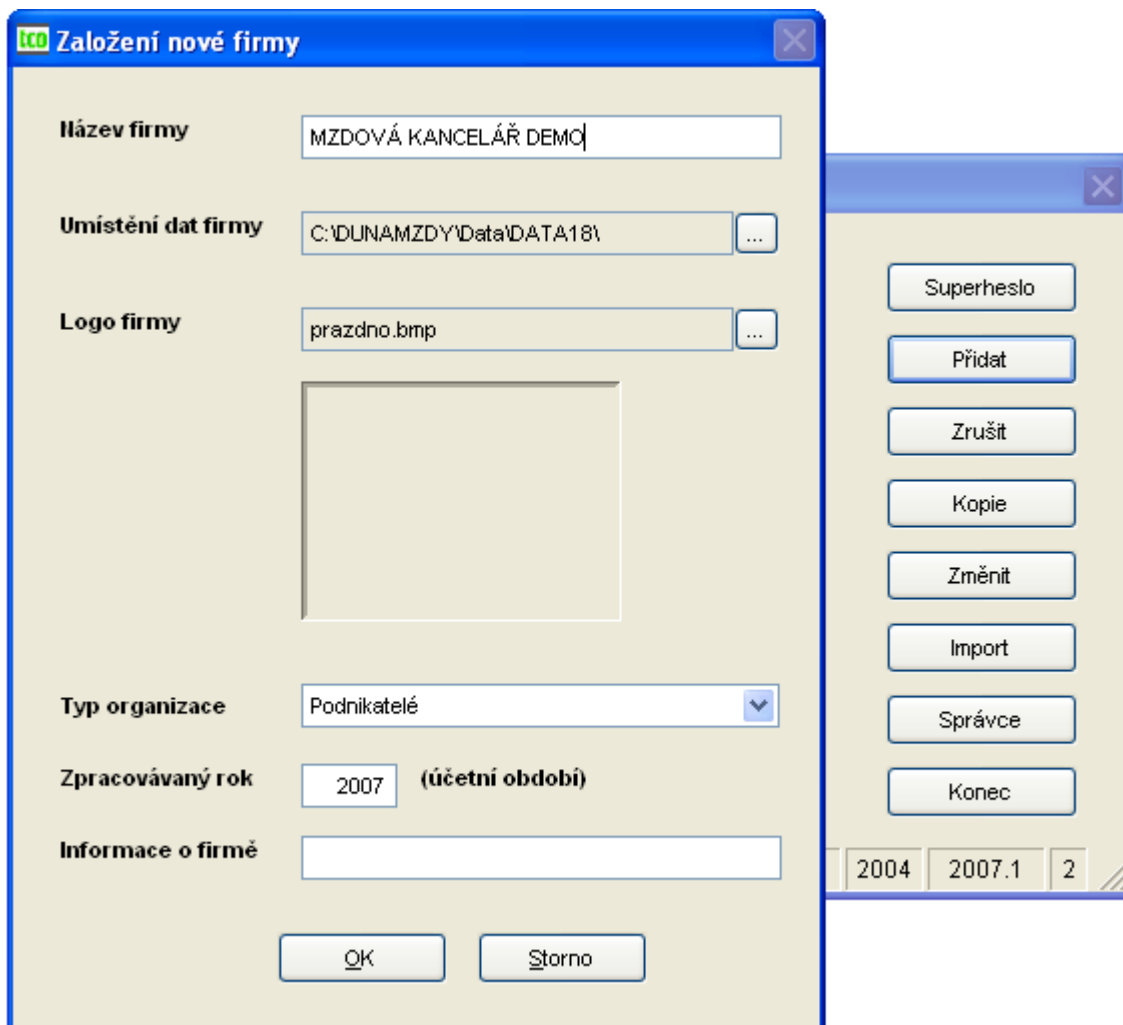 tco Založení nové firmy
Název firmy MZDOVÁ KANCELÁŘ DEMO
Umístění dat firmy C:\DUNAMZDY\Data\DATA18\ ...
Logo firmy prazdno.bmp ...
Typ organizace Podnikatelé
Zpracovávaný rok 2007 (účetní období)
Informace o firmě
OK Storno
Superheslo
Přidat
Zrušit
Kopie
Změnit
Import
Správce
Konec
2004 2007.1 2